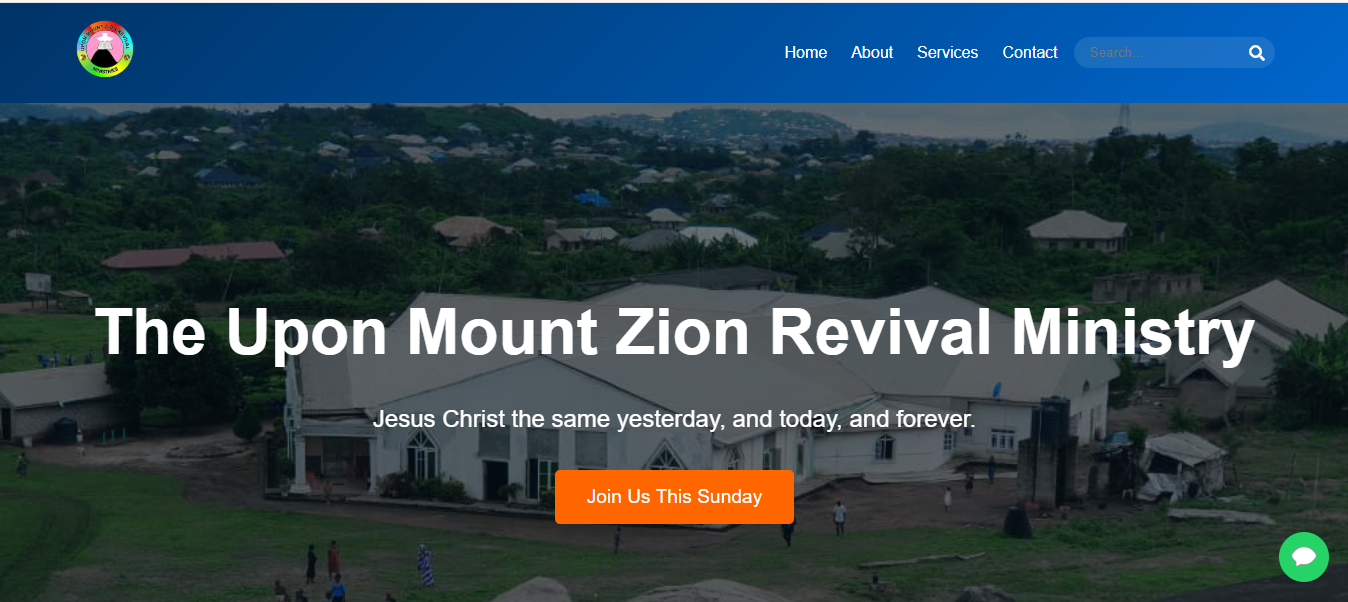 Home About Services Contact Search...
The Upon Mount Zion Revival Ministry
Jesus Christ the same yesterday, and today, and forever.
Join Us This Sunday